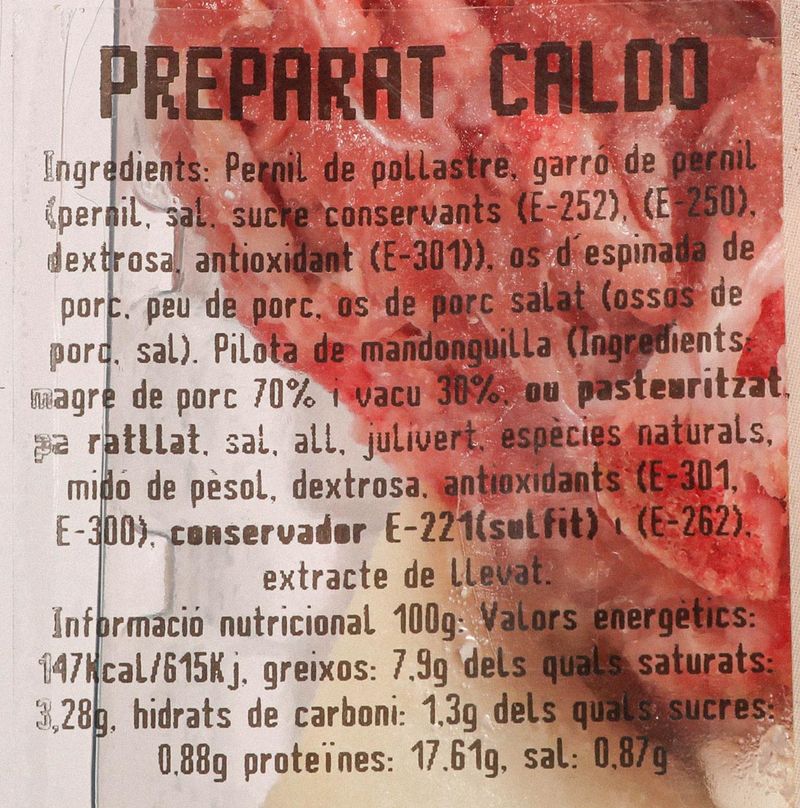 PREPARAT CALDO
Ingredients: Pernil de pollastre, garró de pernil
(pernil, sal, sucre conservants (E-252), (E-250),
dextrosa, antioxidant (E-301)), os d´espinada de
porc, peu de porc, os de porc salat (ossos de
porc, sal). Pilota de mandonguilla (Ingredients:
magre de porc 70% i vacu 30%, ou pasteuritzat,
pa ratllat, sal, all, julivert, espècies naturals,
midó de pèsol, dextrosa, antioxidants (E-301,
E-300), conservador E-221(sulfit) i (E-262),
extracte de llevat.
Informació nutricional 100g: Valors energètics:
147Kcal/615Kj, greixos: 7,9g dels quals saturats:
3,28g, hidrats de carboni: 1,3g dels quals sucres:
0,88g proteïnes: 17,61g, sal: 0,87g